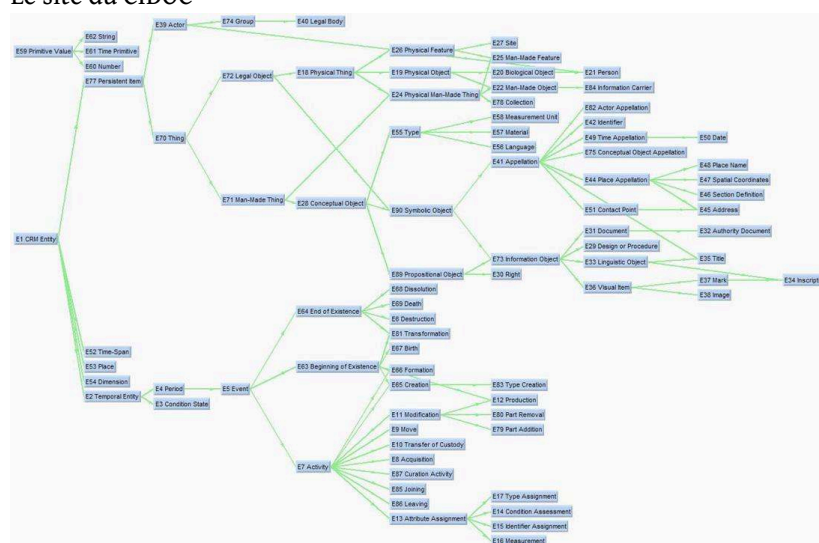 Le site du CIDOC
E39 Actor
E74 Group
E40 Legal Body
E59 Primitive Value
E62 String
E61 Time Primitive
E60 Number
E77 Persistent Item
E26 Physical Feature
E27 Site
E25 Man-Made Feature
E72 Legal Object
E18 Physical Thing
E19 Physical Object
E20 Biological Object
E21 Person
E24 Physical Man-Made Thing
E22 Man-Made Object
E84 Information Carrier
E78 Collection
E70 Thing
E55 Type
E58 Measurement Unit
E57 Material
E56 Language
E82 Actor Appellation
E42 Identifier
E49 Time Appellation
E50 Date
E75 Conceptual Object Appellation
E41 Appellation
E44 Place Appellation
E48 Place Name
E47 Spatial Coordinates
E46 Section Definition
E45 Address
E71 Man-Made Thing
E28 Conceptual Object
E90 Symbolic Object
E51 Contact Point
E1 CRM Entity
E31 Document
E32 Authority Document
E29 Design or Procedure
E73 Information Object
E33 Linguistic Object
E35 Title
E89 Propositional Object
E30 Right
E36 Visual Item
E37 Mark
E34 Inscript
E38 Image
E68 Dissolution
E69 Death
E6 Destruction
E64 End of Existence
E81 Transformation
E67 Birth
E52 Time-Span
E53 Place
E54 Dimension
E2 Temporal Entity
E4 Period
E3 Condition State
E5 Event
E63 Beginning of Existence
E66 Formation
E65 Creation
E83 Type Creation
E12 Production
E11 Modification
E80 Part Removal
E79 Part Addition
E9 Move
E10 Transfer of Custody
E7 Activity
E8 Acquisition
E87 Curation Activity
E85 Joining
E86 Leaving
E13 Attribute Assignment
E17 Type Assignment
E14 Condition Assessment
E15 Identifier Assignment
E16 Measurement